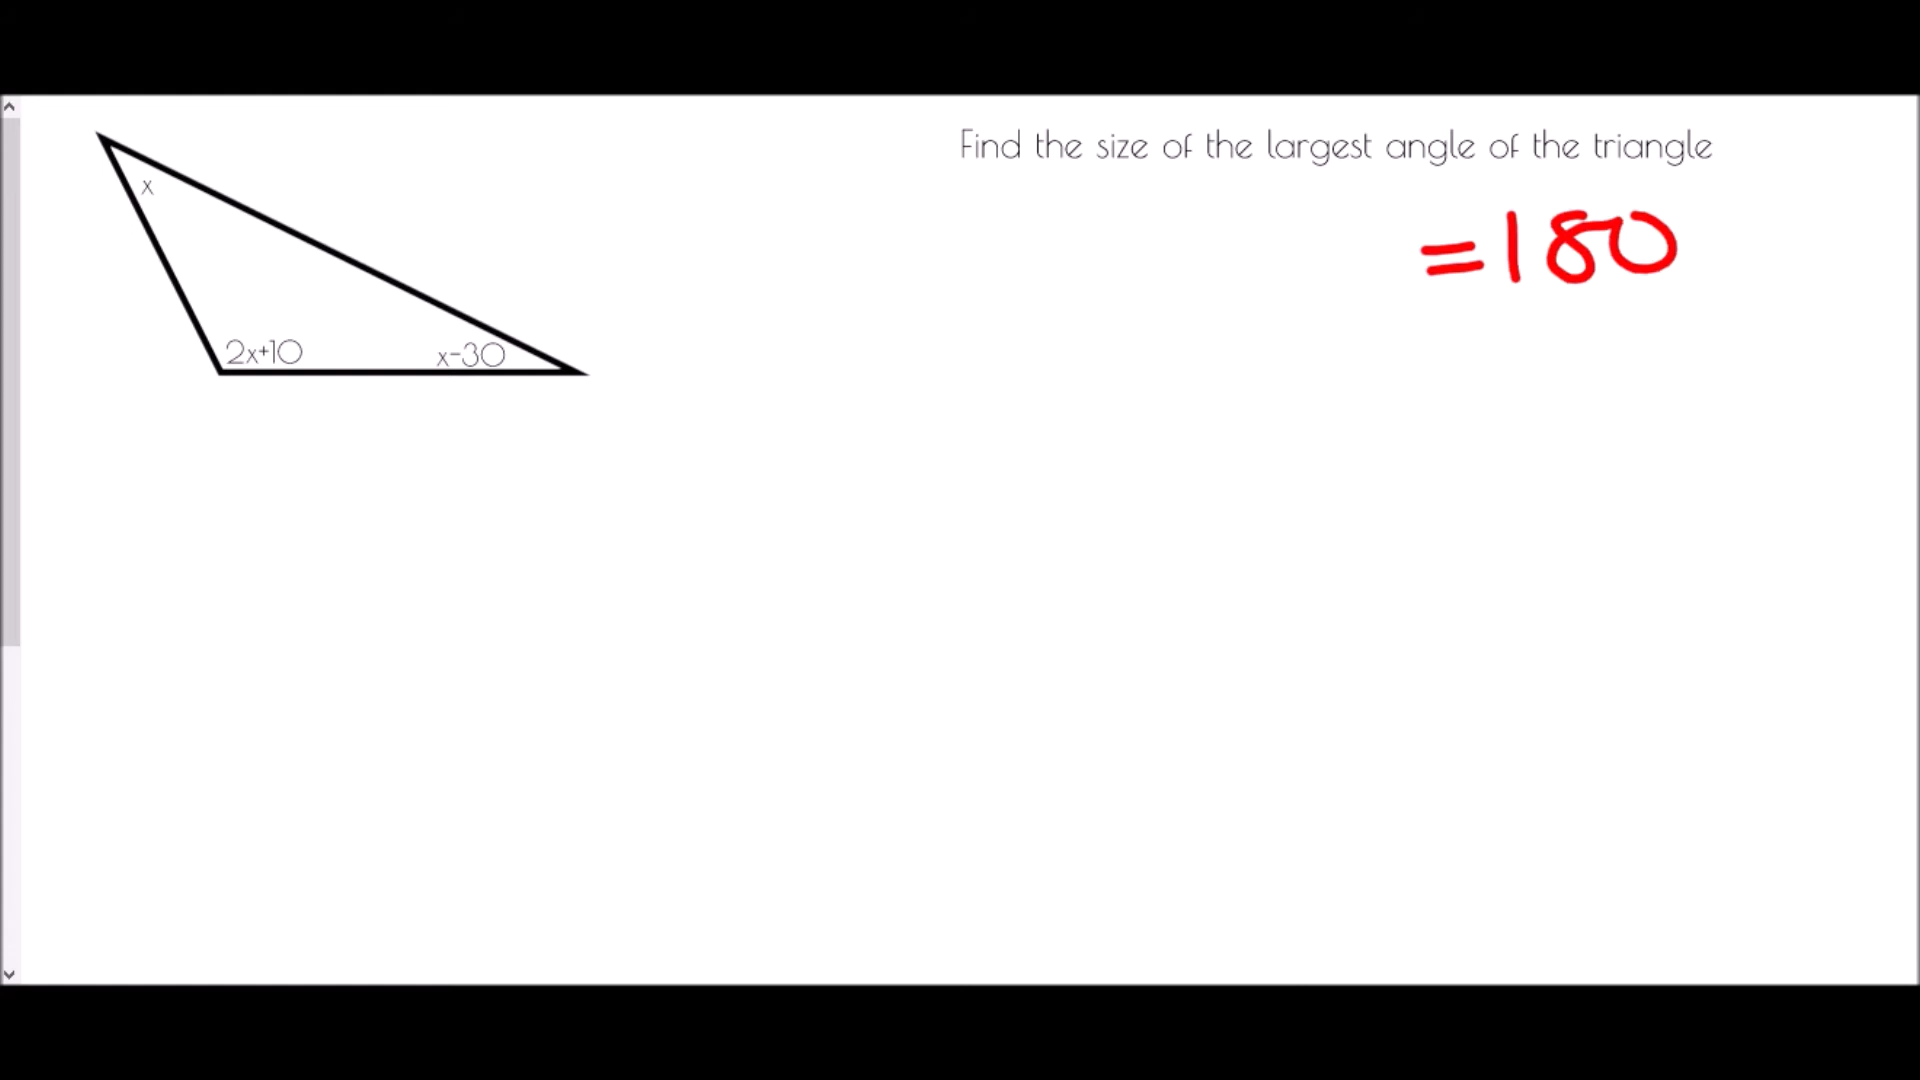 Find the size of the largest angle of the triangle
=180
x
2x+10
x-30